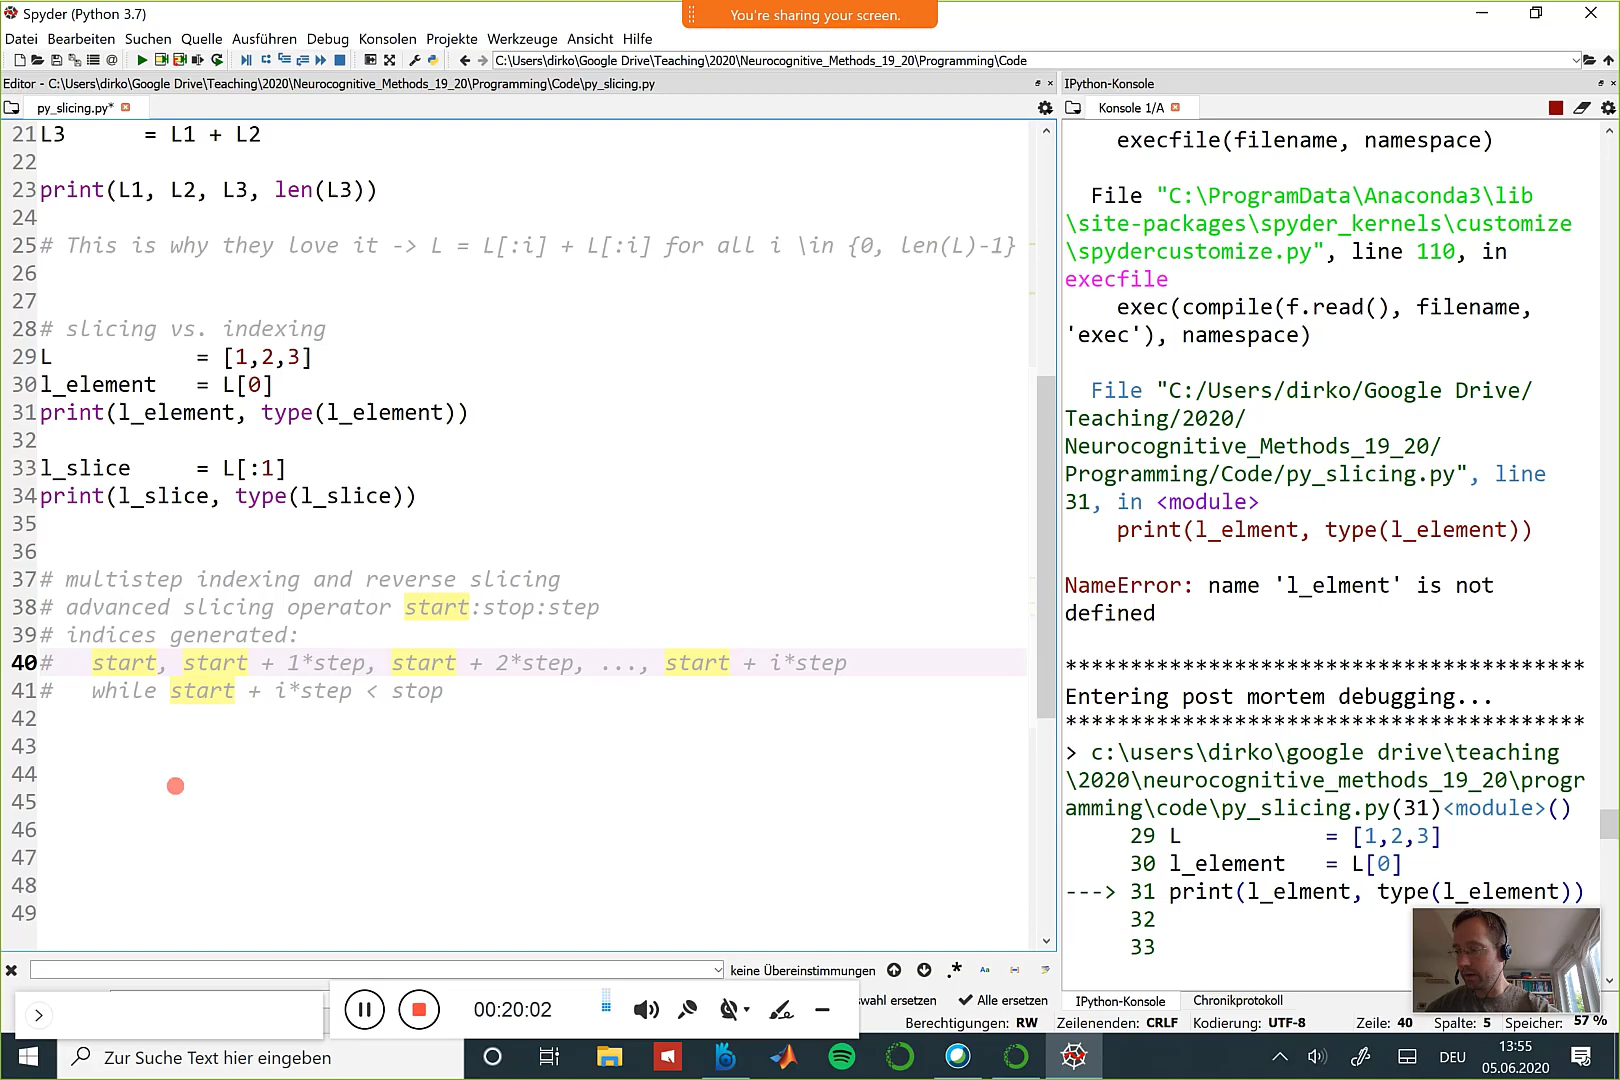 Spyder (Python 3.7)
You're sharing your screen.
Datei Bearbeiten Suchen Quelle Ausführen Debug Konsolen Projekte Werkzeuge Ansicht Hilfe
C:\Users\dirko\Google Drive\Teaching\2020\Neurocognitive_Methods_19_20\Programming\Code
Editor - C:\Users\dirko\Google Drive\Teaching\2020\Neurocognitive_Methods_19_20\Programming\Code\py_slicing.py
py_slicing.py*
21 L3 = L1 + L2
22
23 print(L1, L2, L3, len(L3))
24
25 # This is why they love it -> L = L[:i] + L[:i] for all i \in {0, len(L)-1}
26
27
28 # slicing vs. indexing
29 L = [1,2,3]
30 l_element = L[0]
31 print(l_element, type(l_element))
32
33 l_slice = L[:1]
34 print(l_slice, type(l_slice))
35
36
37 # multistep indexing and reverse slicing
38 # advanced slicing operator start:stop:step
39 # indices generated:
40 # start, start + 1*step, start + 2*step, ..., start + i*step
41 # while start + i*step < stop
42
43
44
45
46
47
48
49
IPython-Konsole
Konsole 1/A
execfile(filename, namespace)
File "C:\ProgramData\Anaconda3\lib
\site-packages\spyder_kernels\customize
\spydercustomize.py", line 110, in
execfile
exec(compile(f.read(), filename,
'exec'), namespace)
File "C:/Users/dirko/Google Drive/
Teaching/2020/
Neurocognitive_Methods_19_20/
Programming/Code/py_slicing.py", line
31, in <module>
print(l_elment, type(l_element))
NameError: name 'l_elment' is not
defined
****************************************
Entering post mortem debugging...
****************************************
> c:\users\dirko\google drive\teaching
\2020\neurocognitive_methods_19_20\progr
amming\code\py_slicing.py(31)<module>()
29 L = [1,2,3]
30 l_element = L[0]
---> 31 print(l_elment, type(l_element))
32
33
keine Übereinstimmungen .* Aa
swahl ersetzen Alle ersetzen
00:20:02
IPython-Konsole Chronikprotokoll
Berechtigungen: RW Zeilenenden: CRLF Kodierung: UTF-8 Zeile: 40 Spalte: 5 Speicher: 57 %
Zur Suche Text hier eingeben
DEU
13:55
05.06.2020